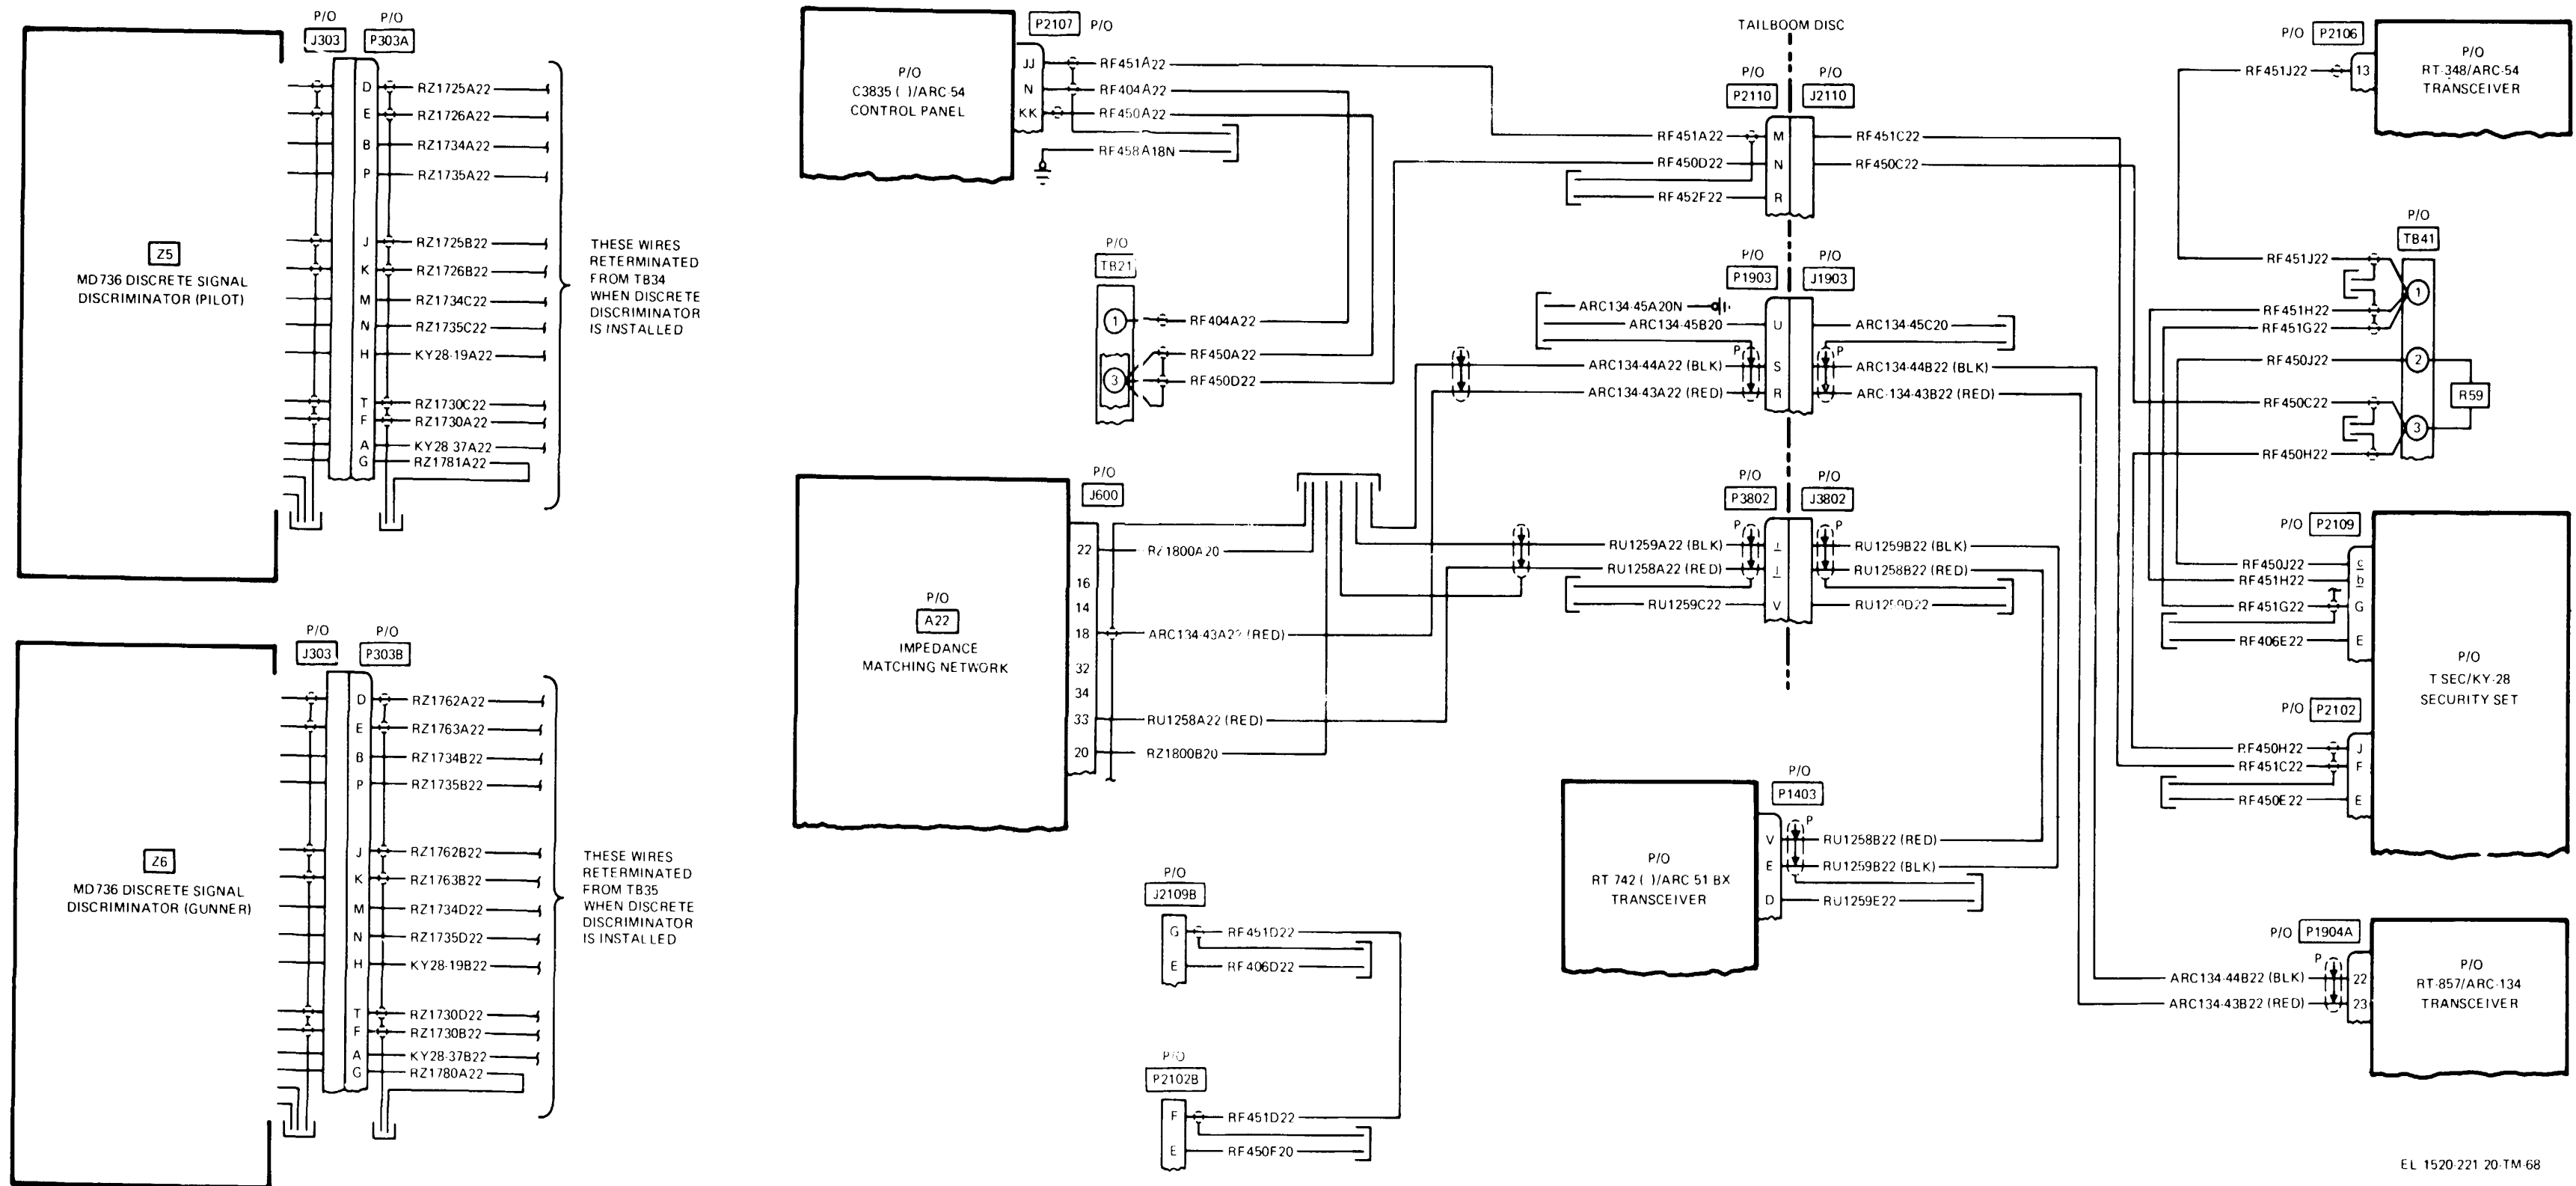 P/O P/O
J303 P303A
Z5
MD736 DISCRETE SIGNAL
DISCRIMINATOR (PILOT)
D RZ1725A22
E RZ1726A22
B RZ1734A22
P RZ1735A22
J RZ1725B22
K RZ1726B22
M RZ1734C22
N RZ1735C22
H KY28-19A22
T RZ1730C22
F RZ1730A22
A KY28 37A22
G RZ1781A22
THESE WIRES
RETERMINATED
FROM TB34
WHEN DISCRETE
DISCRIMINATOR
IS INSTALLED
P/O P/O
J303 P303B
Z6
MD736 DISCRETE SIGNAL
DISCRIMINATOR (GUNNER)
D RZ1762A22
E RZ1763A22
B RZ1734B22
P RZ1735B22
J RZ1762B22
K RZ1763B22
M RZ1734D22
N RZ1735D22
H KY28-19B22
T RZ1730D22
F RZ1730B22
A KY28-37B22
G RZ1780A22
THESE WIRES
RETERMINATED
FROM TB35
WHEN DISCRETE
DISCRIMINATOR
IS INSTALLED
P2107 P/O
P/O
C3835 ( )/ARC-54
CONTROL PANEL
JJ RF451A22
N RF404A22
KK RF450A22
RF458A18N
P/O
TB21
1 RF404A22
RF450A22
3 RF450D22
P/O
J600
P/O
A22
IMPEDANCE
MATCHING NETWORK
22 RZ1800A20
16
14
18 ARC134-43A22 (RED)
32
34
33 RU1258A22 (RED)
20 RZ1800B20
P/O
J2109B
G RF451D22
E RF406D22
P/O
P2102B
F RF451D22
E RF450F20
TAILBOOM DISC
P/O P/O
P2110 J2110
RF451A22 M RF451C22
RF450D22 N RF450C22
RF452F22 R
P/O P/O
P1903 J1903
ARC134-45A20N
ARC134-45B20 U ARC134-45C20
P P
ARC134-44A22 (BLK) S ARC134-44B22 (BLK)
ARC134-43A22 (RED) R ARC-134-43B22 (RED)
P/O P/O
P3802 J3802
P P
RU1259A22 (BLK) RU1259B22 (BLK)
RU1258A22 (RED) RU1258B22 (RED)
RU1259C22 V RU1259D22
P/O
P1403
P/O
RT 742 ( )/ARC 51 BX
TRANSCEIVER
P
V RU1258B22 (RED)
E RU1259B22 (BLK)
D RU1259E22
P/O P2106
P/O
RT-348/ARC-54
TRANSCEIVER
RF451J22 13
P/O
TB41
RF451J22
1
RF451H22
RF451G22
RF450J22 2
R59
RF450C22
3
RF450H22
P/O P2109
RF450J22 c
RF451H22 b
RF451G22 G
RF406E22 E
P/O
T SEC/KY-28
SECURITY SET
P/O P2102
RF450H22 J
RF451C22 F
RF450E22 E
P/O P1904A
P
ARC134-44B22 (BLK) 22
ARC134-43B22 (RED) 23
P/O
RT-857/ARC-134
TRANSCEIVER
EL 1520-221 20-TM-68